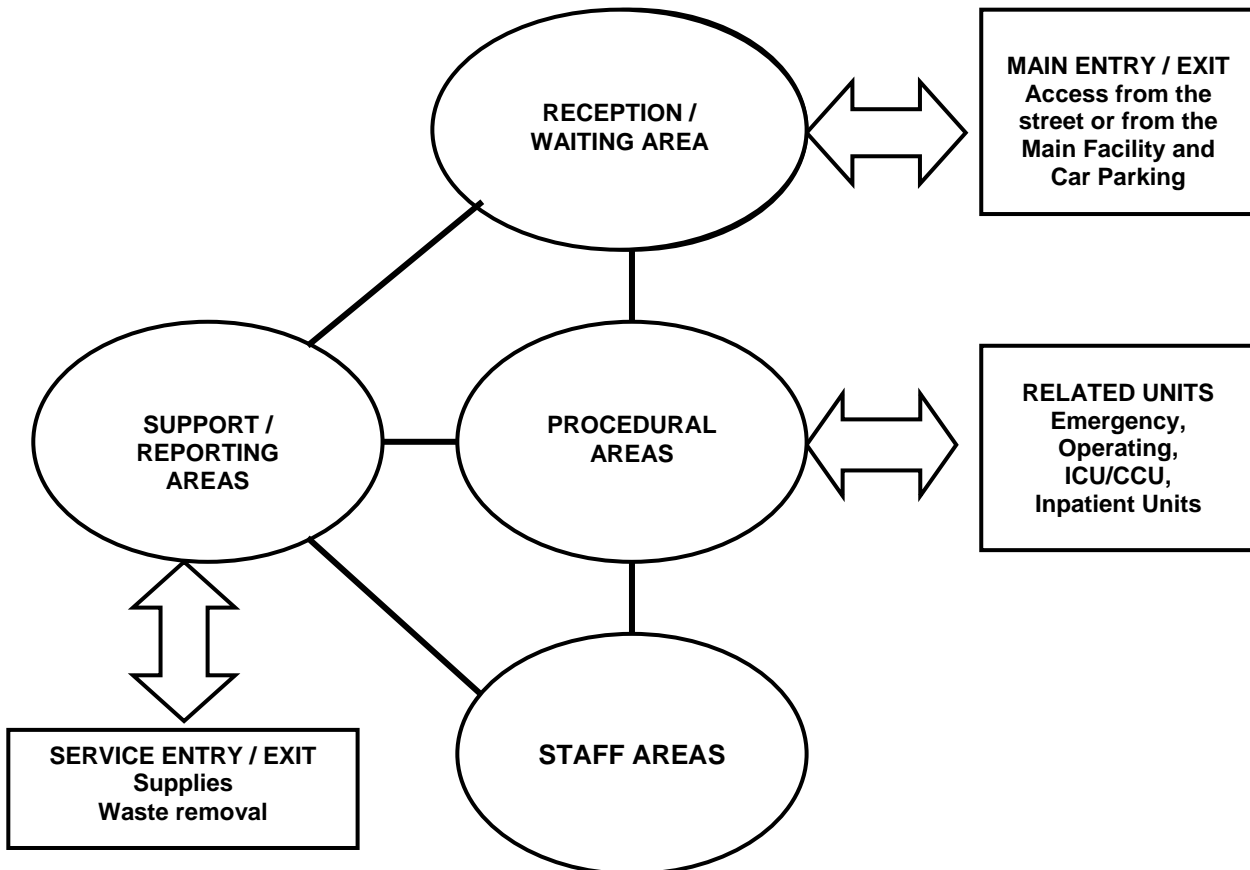 RECEPTION /
WAITING AREA
MAIN ENTRY / EXIT
Access from the
street or from the
Main Facility and
Car Parking
SUPPORT /
REPORTING
AREAS
PROCEDURAL
AREAS
RELATED UNITS
Emergency,
Operating,
ICU/CCU,
Inpatient Units
SERVICE ENTRY / EXIT
Supplies
Waste removal
STAFF AREAS